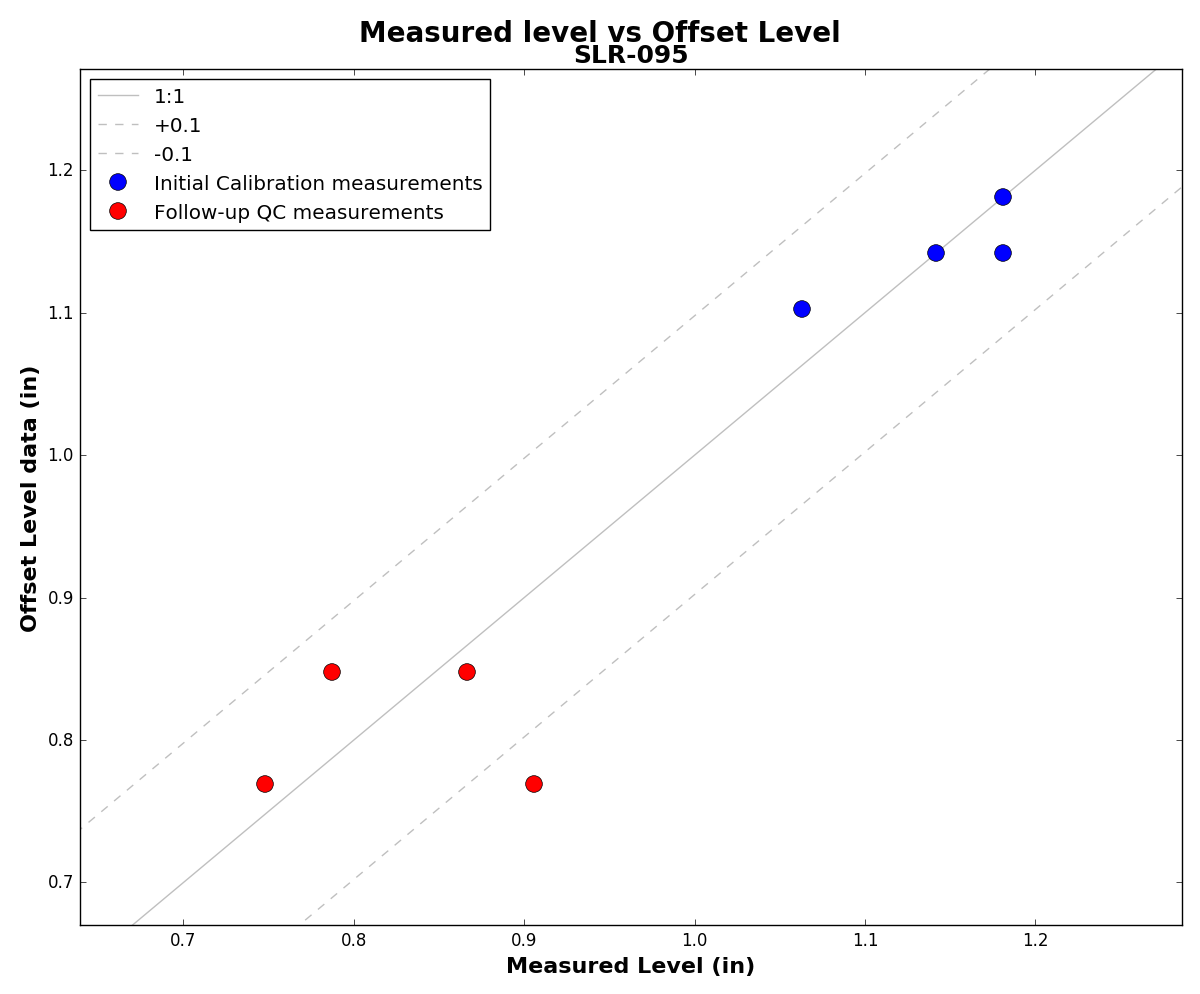 Measured level vs Offset Level
SLR-095
1:1
+0.1
-0.1
Initial Calibration measurements
Follow-up QC measurements
Offset Level data (in)
1.2
1.1
1.0
0.9
0.8
0.7
0.7 0.8 0.9 1.0 1.1 1.2
Measured Level (in)